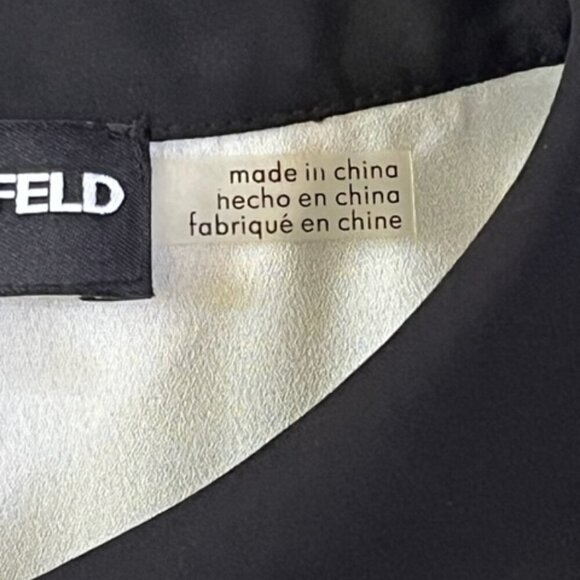 FELD
made in china
hecho en china
fabriqué en chine